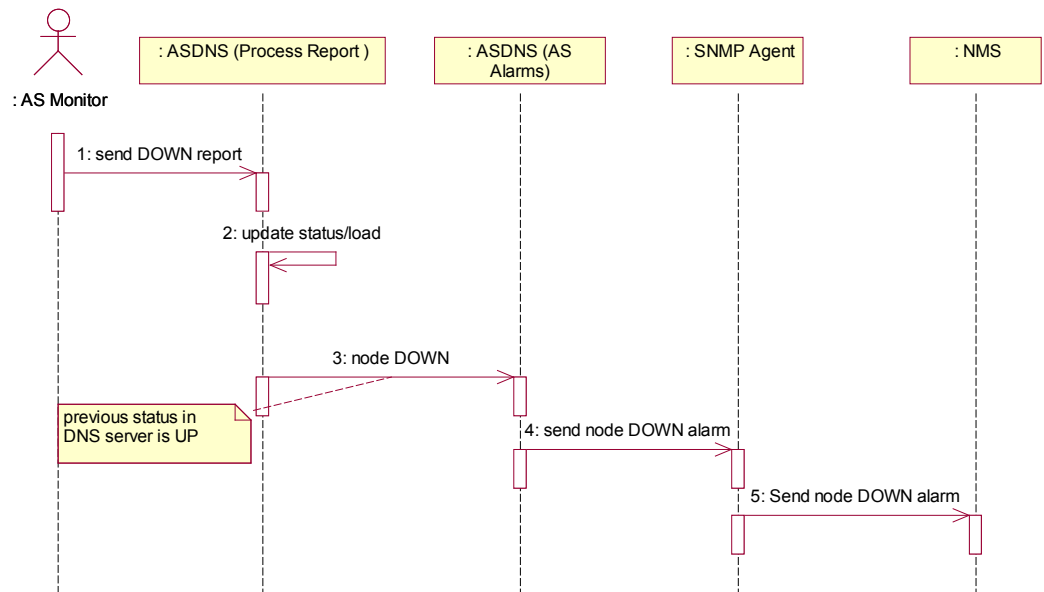 : ASDNS (Process Report )
: ASDNS (AS
Alarms)
: SNMP Agent
: NMS
: AS Monitor
1: send DOWN report
2: update status/load
3: node DOWN
previous status in
DNS server is UP
4: send node DOWN alarm
5: Send node DOWN alarm